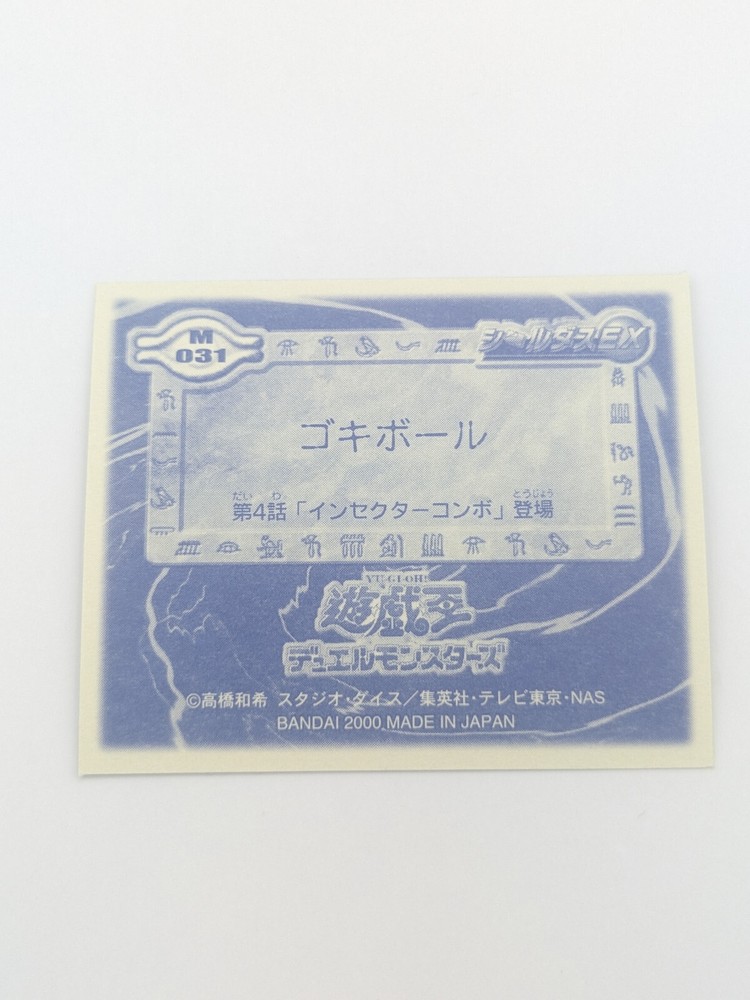 M
031
シールダスEX
ゴキボール
だい わ とうじょう
第4話「インセクターコンボ」登場
YU-GI-OH!
遊戯王
デュエルモンスターズ
©高橋和希 スタジオ・ダイス/集英社・テレビ東京・NAS
BANDAI 2000 MADE IN JAPAN